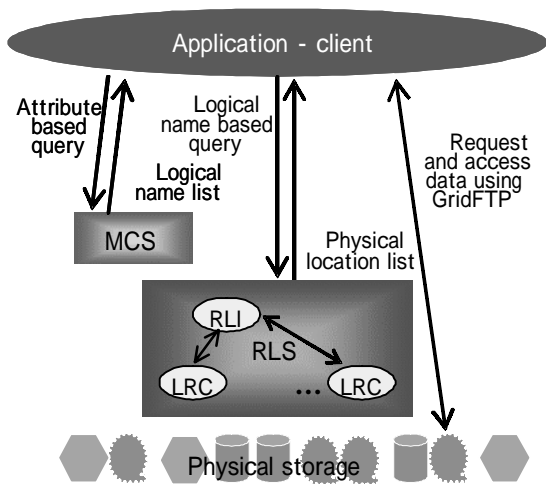 Application - client
Attribute
based
query
Logical
name list
Logical
name based
query
Request
and access
data using
GridFTP
MCS
Physical
location list
RLI
RLS
LRC
... LRC
Physical storage